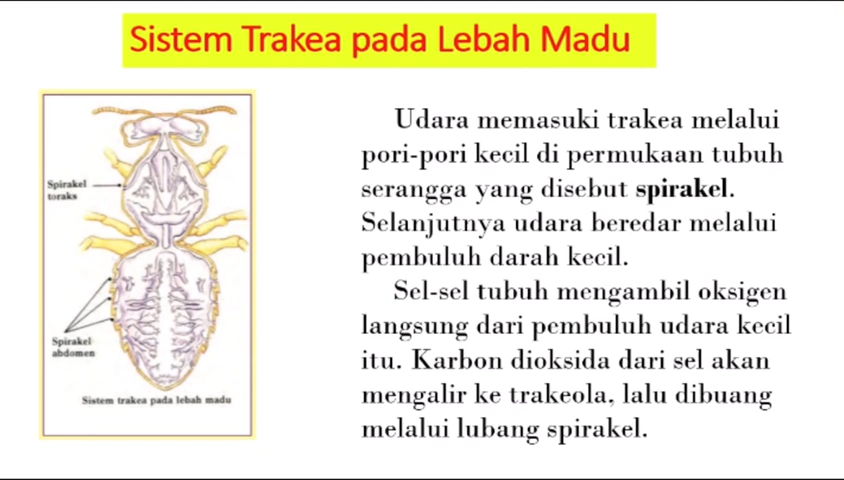 Sistem Trakea pada Lebah Madu
Spirakel
toraks
Spirakel
abdomen
Sistem trakea pada lebah madu
Udara memasuki trakea melalui
pori-pori kecil di permukaan tubuh
serangga yang disebut spirakel.
Selanjutnya udara beredar melalui
pembuluh darah kecil.
Sel-sel tubuh mengambil oksigen
langsung dari pembuluh udara kecil
itu. Karbon dioksida dari sel akan
mengalir ke trakeola, lalu dibuang
melalui lubang spirakel.